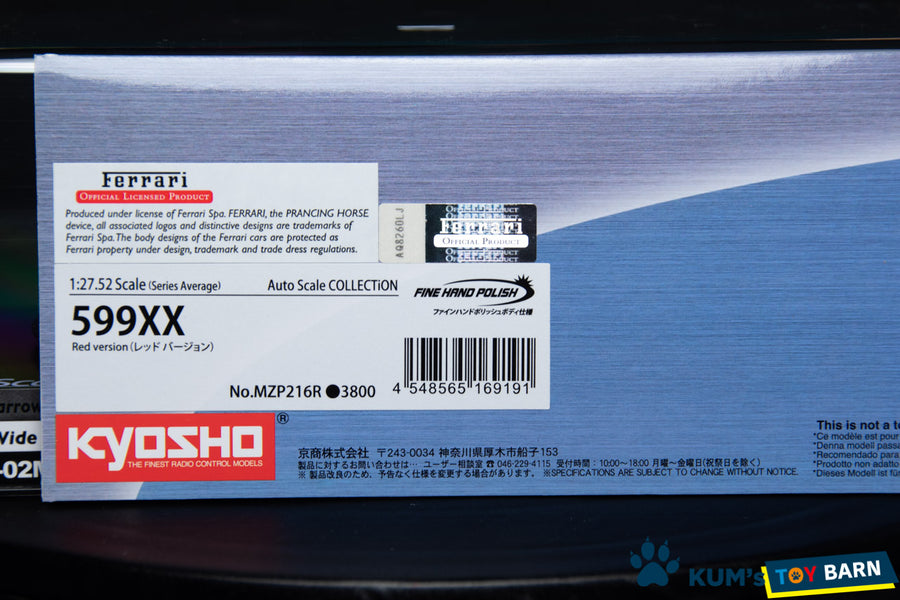 Ferrari
OFFICIAL LICENSED PRODUCT
Produced under license of Ferrari Spa. FERRARI, the PRANCING HORSE
device, all associated logos and distinctive designs are trademarks of
Ferrari Spa. The body designs of the Ferrari cars are protected as
Ferrari property under design, trademark and trade dress regulations.
AQ8260LJ
Ferrari
OFFICIAL PRODUCT
1:27.52 Scale (Series Average)
Auto Scale COLLECTiON
FINE HAND POLISH
ファインハンドポリッシュボディ仕様
599XX
Red version(レッド バージョン)
No.MZP216R ●3800
4 548565 169191
KYOSHO®
THE FINEST RADIO CONTROL MODELS
京商株式会社 〒243-0034 神奈川県厚木市船子153
製品に対するお問い合わせは… ユーザー相談室 ☎ 046-229-4115 受付時間:10:00〜18:00 月曜〜金曜日(祝祭日を除く)
※ 製品改良のため、予告なく仕様を変更する場合があります。 ※SPECIFICATIONS ARE SUBJECT TO CHANGE WITHOUT NOTICE.
This is not a
*Ce modèle est pour
*Denna modell passa
*Recomendado para
*Prodotto non adatto
*Dieses Modell ist für
arrow
Wide
-02M
KUM's TOY BARN